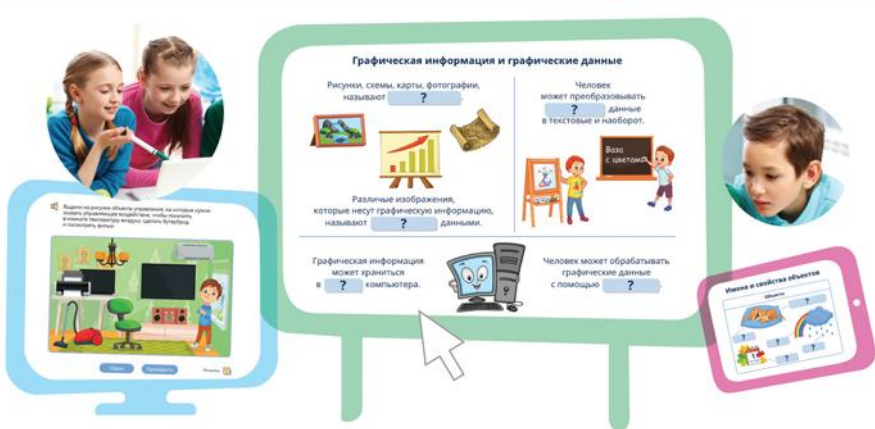 Графическая информация и графические данные
Рисунки, схемы, карты, фотографии,
называют ? .
Человек
может преобразовывать
? данные
в текстовые и наоборот.
Ваза
с цветами
Различные изображения,
которые несут графическую информацию,
называют ? данными.
Графическая информация
может храниться
в ? компьютера.
Человек может обрабатывать
графические данные
с помощью ? .
Выдели на рисунке объекты управления, на которые нужно
оказать управляющее воздействие, чтобы понизить
в комнате температуру воздуха, сделать бутерброд
и посмотреть фильм.
Сброс
Проверить
Имена и свойства объектов
Объекты
?
?
?
?
?
?